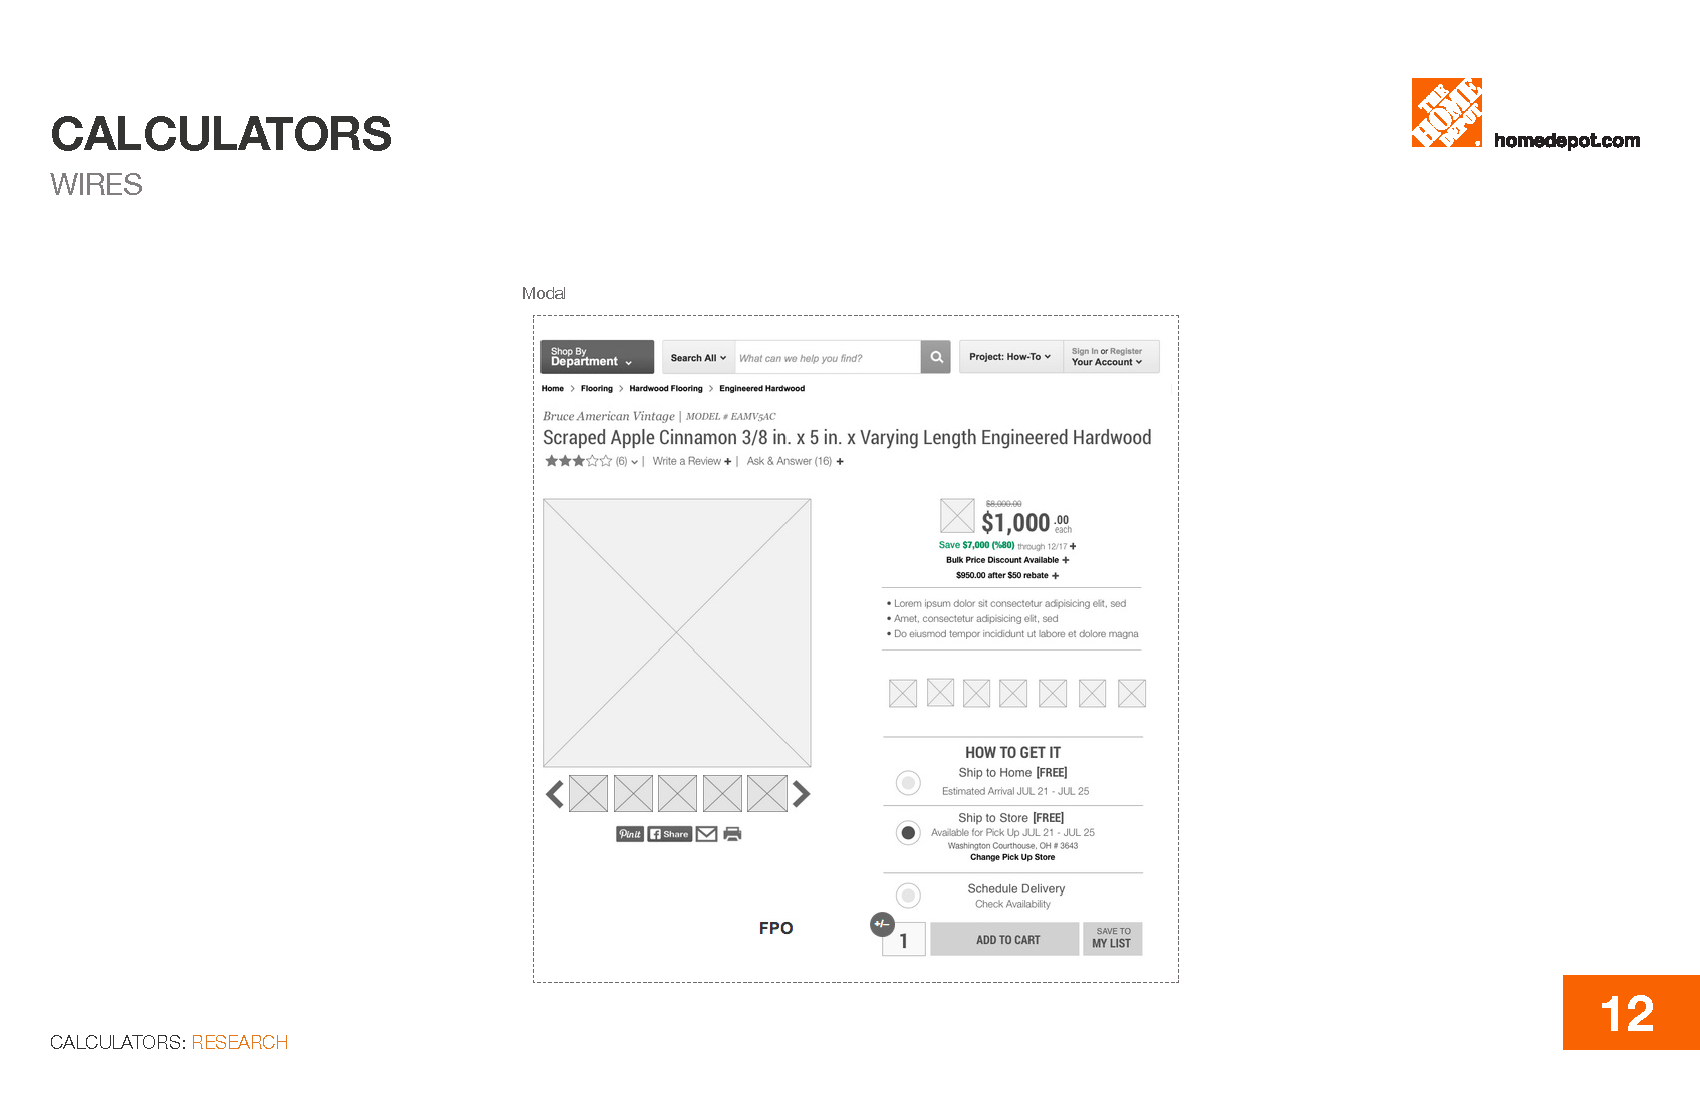 CALCULATORS
WIRES
THE HOME DEPOT
homedepot.com
Modal
Shop By
Department
Search All
What can we help you find?
Project: How-To
Sign In or Register
Your Account
Home > Flooring > Hardwood Flooring > Engineered Hardwood
Bruce American Vintage | MODEL # EAMV5AC
Scraped Apple Cinnamon 3/8 in. x 5 in. x Varying Length Engineered Hardwood
(6) | Write a Review + | Ask & Answer (16) +
$8,000.00
$1,000 .00
each
Save $7,000 (%80) through 12/17 +
Bulk Price Discount Available +
$950.00 after $50 rebate +
• Lorem ipsum dolor sit consectetur adipisicing elit, sed
• Amet, consectetur adipisicing elit, sed
• Do eiusmod tempor incididunt ut labore et dolore magna
HOW TO GET IT
Ship to Home [FREE]
Estimated Arrival JUL 21 - JUL 25
Ship to Store [FREE]
Available for Pick Up JUL 21 - JUL 25
Washington Courthouse, OH # 3643
Change Pick Up Store
Schedule Delivery
Check Availability
Pin it
Share
FPO
+/–
1
ADD TO CART
SAVE TO
MY LIST
CALCULATORS: RESEARCH
12